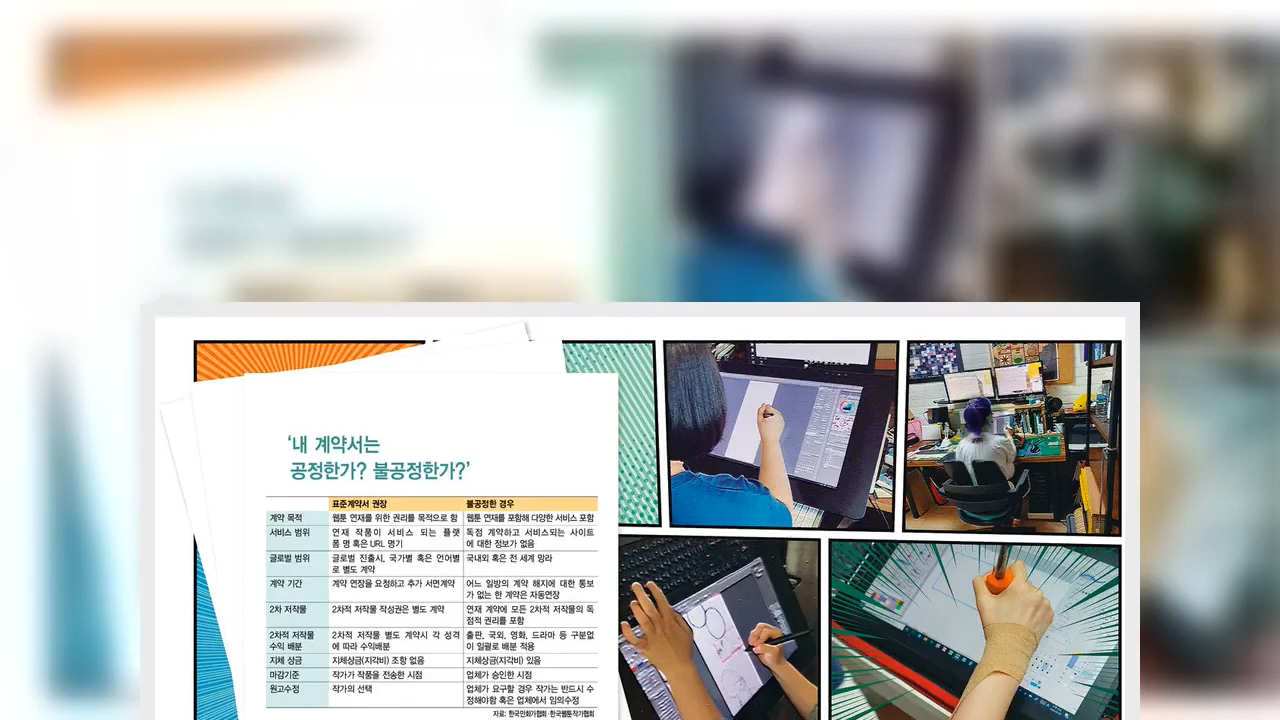 ‘내 계약서는
공정한가? 불공정한가?’
표준계약서 권장 불공정한 경우
계약 목적 웹툰 연재를 위한 권리를 목적으로 함 웹툰 연재를 포함해 다양한 서비스 포함
서비스 범위 연재 작품이 서비스 되는 플랫 독점 계약하고 서비스되는 사이트
폼 명 혹은 URL 명기 에 대한 정보가 없음
글로벌 범위 글로벌 진출시, 국가별 혹은 언어별 국내외 혹은 전 세계 망라
로 별도 계약
계약 기간 계약 연장을 요청하고 추가 서면계약 어느 일방의 계약 해지에 대한 통보
가 없는 한 계약은 자동연장
2차 저작물 2차적 저작물 작성권은 별도 계약 연재 계약에 모든 2차적 저작물의 독
점적 권리를 포함
2차적 저작물 2차적 저작물 별도 계약시 각 성격 출판, 국외, 영화, 드라마 등 구분없
수익 배분 에 따라 수익배분 이 일괄로 배분 적용
지체 상금 지체상금(지각비) 조항 없음 지체상금(지각비) 있음
마감기준 작가가 작품을 전송한 시점 업체가 승인한 시점
원고수정 작가의 선택 업체가 요구할 경우 작가는 반드시 수
정해야함 혹은 업체에서 임의수정
자료: 한국만화가협회·한국웹툰작가협회